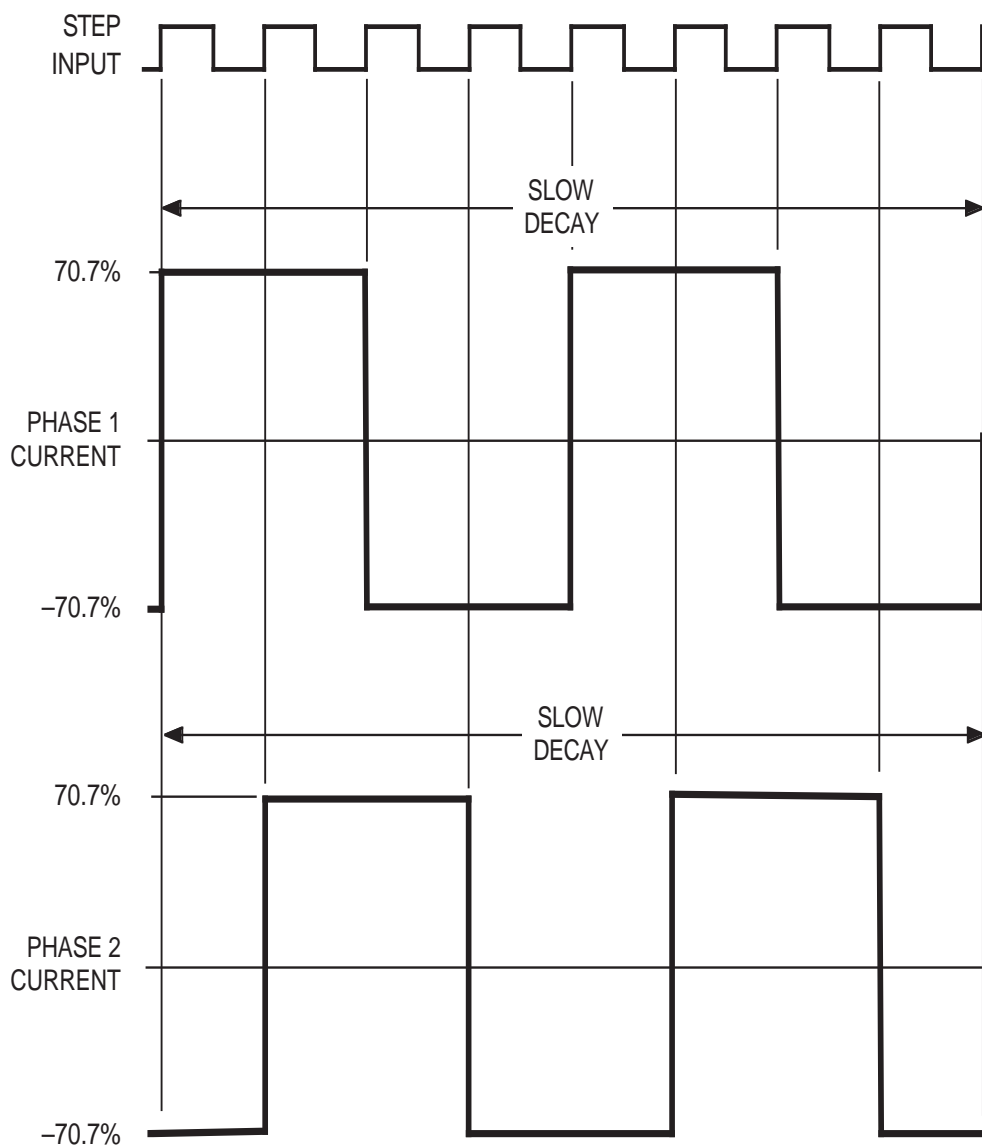 STEP
INPUT
SLOW
DECAY
70.7%
PHASE 1
CURRENT
–70.7%
SLOW
DECAY
70.7%
PHASE 2
CURRENT
–70.7%